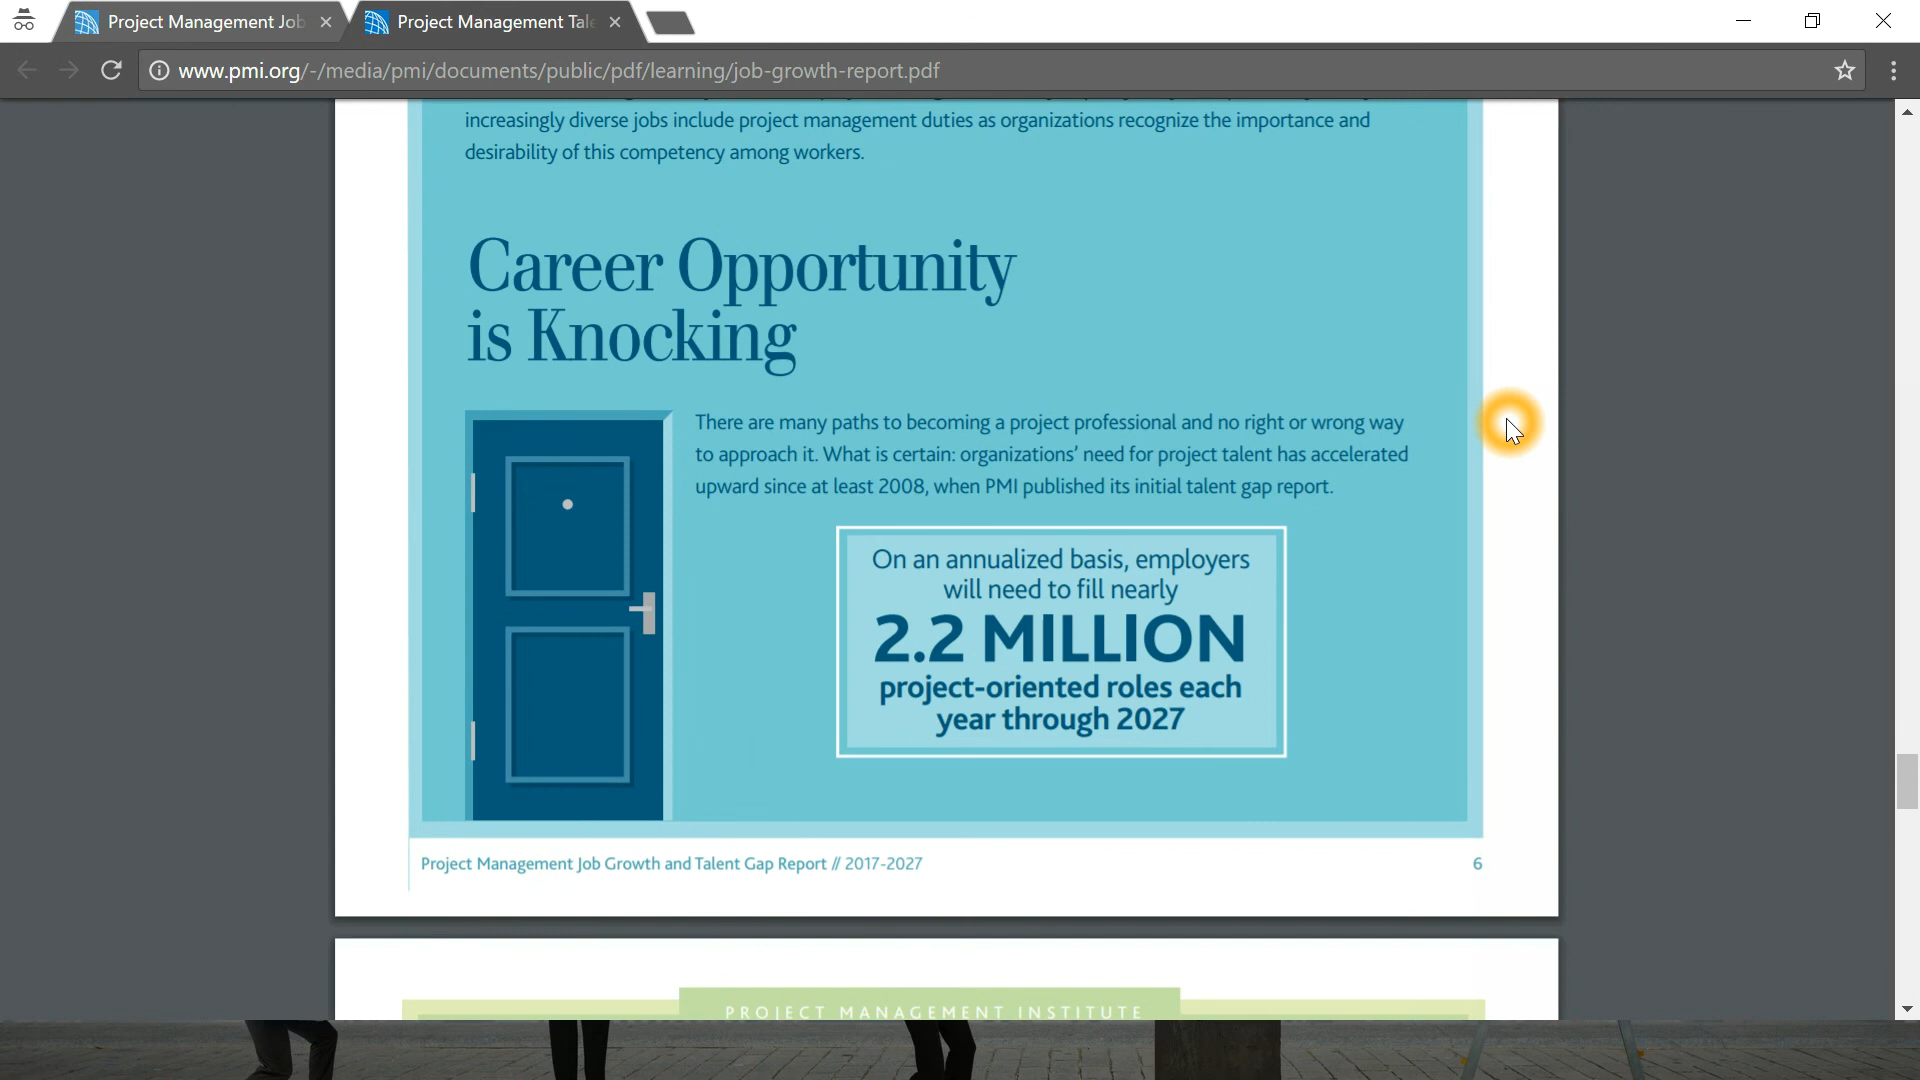 Project Management Job
Project Management Tale
www.pmi.org/-/media/pmi/documents/public/pdf/learning/job-growth-report.pdf
increasingly diverse jobs include project management duties as organizations recognize the importance and
desirability of this competency among workers.
Career Opportunity
is Knocking
There are many paths to becoming a project professional and no right or wrong way
to approach it. What is certain: organizations' need for project talent has accelerated
upward since at least 2008, when PMI published its initial talent gap report.
On an annualized basis, employers
will need to fill nearly
2.2 MILLION
project-oriented roles each
year through 2027
Project Management Job Growth and Talent Gap Report // 2017-2027
6
PROJECT MANAGEMENT INSTITUTE